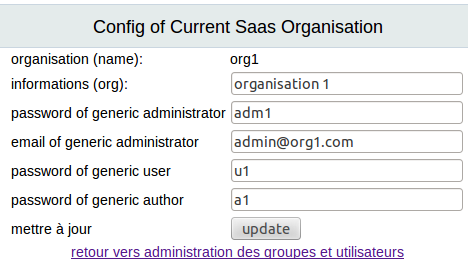 Config of Current Saas Organisation
organisation (name): org1
informations (org): organisation 1
password of generic administrator adm1
email of generic administrator admin@org1.com
password of generic user u1
password of generic author a1
mettre à jour update
retour vers administration des groupes et utilisateurs